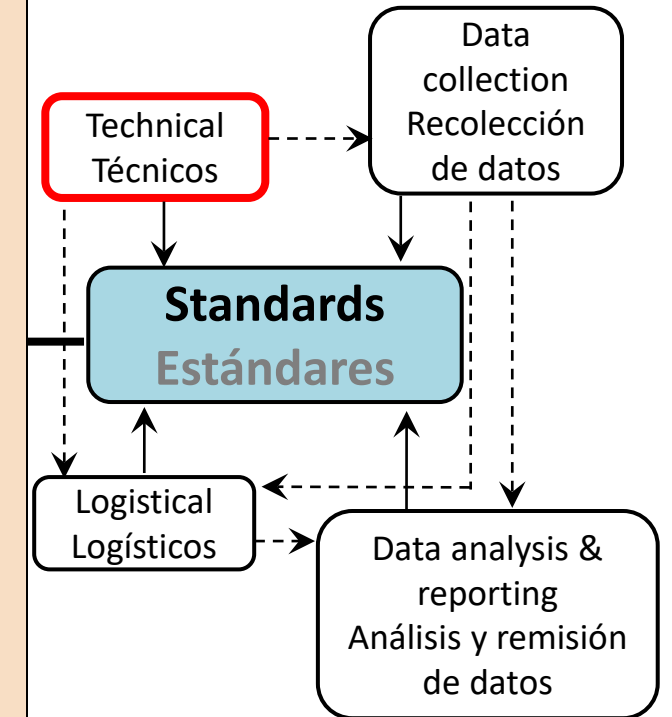 Data
collection
Recolección
de datos
Technical
Técnicos
Standards
Estándares
Logistical
Logísticos
Data analysis &
reporting
Análisis y remisión
de datos